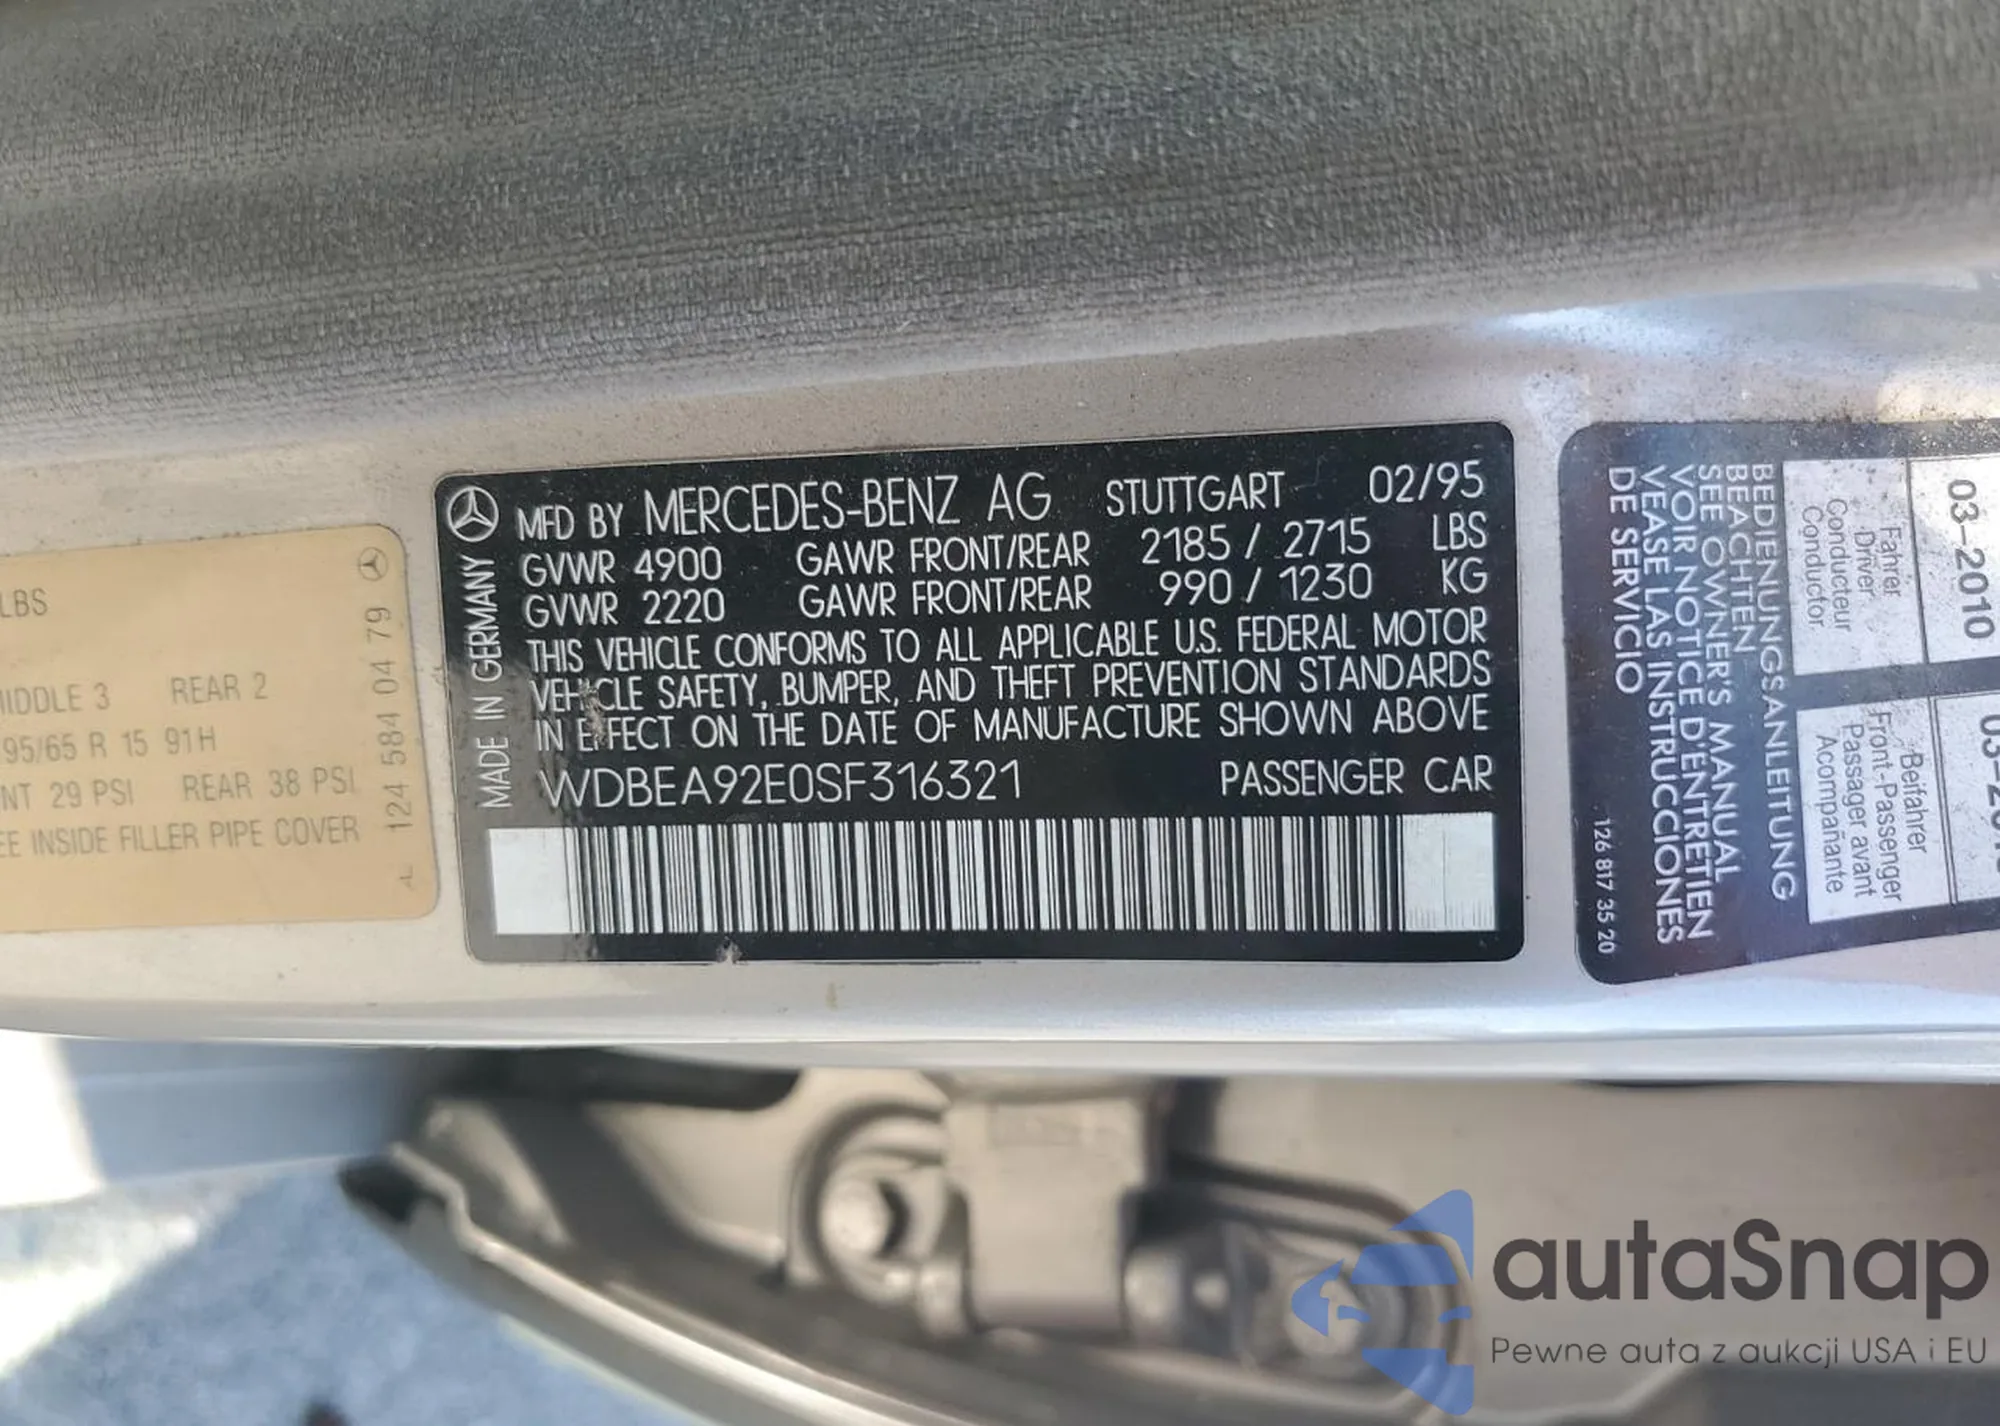 LBS
MIDDLE 3 REAR 2
95/65 R 15 91H
NT 29 PSI REAR 38 PSI
EE INSIDE FILLER PIPE COVER
124 584 04 79
MADE IN GERMANY
MFD BY MERCEDES-BENZ AG STUTTGART 02/95
GVWR 4900 GAWR FRONT/REAR 2185 / 2715 LBS
GVWR 2220 GAWR FRONT/REAR 990 / 1230 KG
THIS VEHICLE CONFORMS TO ALL APPLICABLE U.S. FEDERAL MOTOR
VEHICLE SAFETY, BUMPER, AND THEFT PREVENTION STANDARDS
IN EFFECT ON THE DATE OF MANUFACTURE SHOWN ABOVE
WDBEA92E0SF316321 PASSENGER CAR
BEDIENUNGSANLEITUNG
BEACHTEN
SEE OWNER'S MANUAL
VOIR NOTICE D'ENTRETIEN
VEASE LAS INSTRUCCIONES
DE SERVICIO
126 817 35 20
Fahrer
Driver
Conducteur
Conductor
03-2010
Beifahrer
Front-Passenger
Passager avant
Acompañante
autaSnap
Pewne auta z aukcji USA i EU